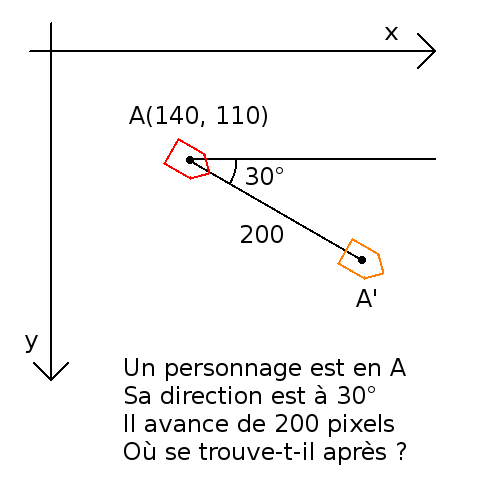 x
A(140, 110)
30°
200
A'
y
Un personnage est en A
Sa direction est à 30°
Il avance de 200 pixels
Où se trouve-t-il après ?